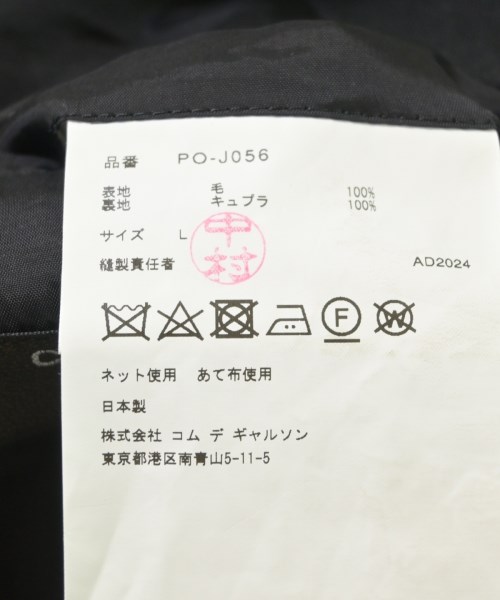 品番 PO-J056
表地 毛 100%
裏地 キュプラ 100%
サイズ L
中村
縫製責任者 AD2024
F W
ネット使用 あて布使用
日本製
株式会社 コム デ ギャルソン
東京都港区南青山5-11-5